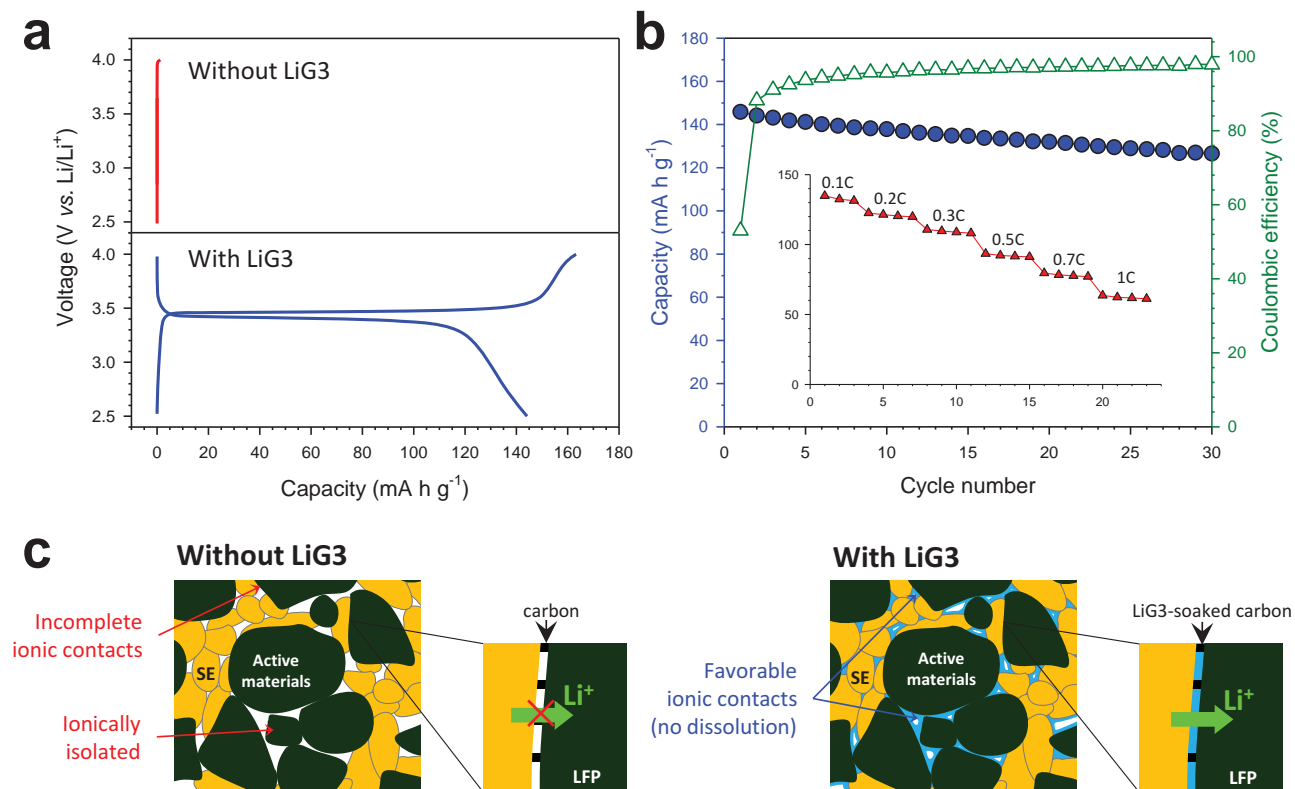 a
Without LiG3
With LiG3
Voltage (V vs. Li/Li⁺)
4.0
3.5
3.0
2.5
4.0
3.5
3.0
2.5
0 20 40 60 80 100 120 140 160 180
Capacity (mA h g⁻¹)
b
Capacity (mA h g⁻¹)
180
160
140
120
100
80
60
40
20
0
150
100
50
0
0.1C
0.2C
0.3C
0.5C
0.7C
1C
0 5 10 15 20
100
80
60
40
20
0
Coulombic efficiency (%)
0 5 10 15 20 25 30
Cycle number
c
Without LiG3
Incomplete
ionic contacts
Ionically
isolated
SE
Active
materials
carbon
Li⁺
LFP
With LiG3
Favorable
ionic contacts
(no dissolution)
SE
Active
materials
LiG3-soaked carbon
Li⁺
LFP